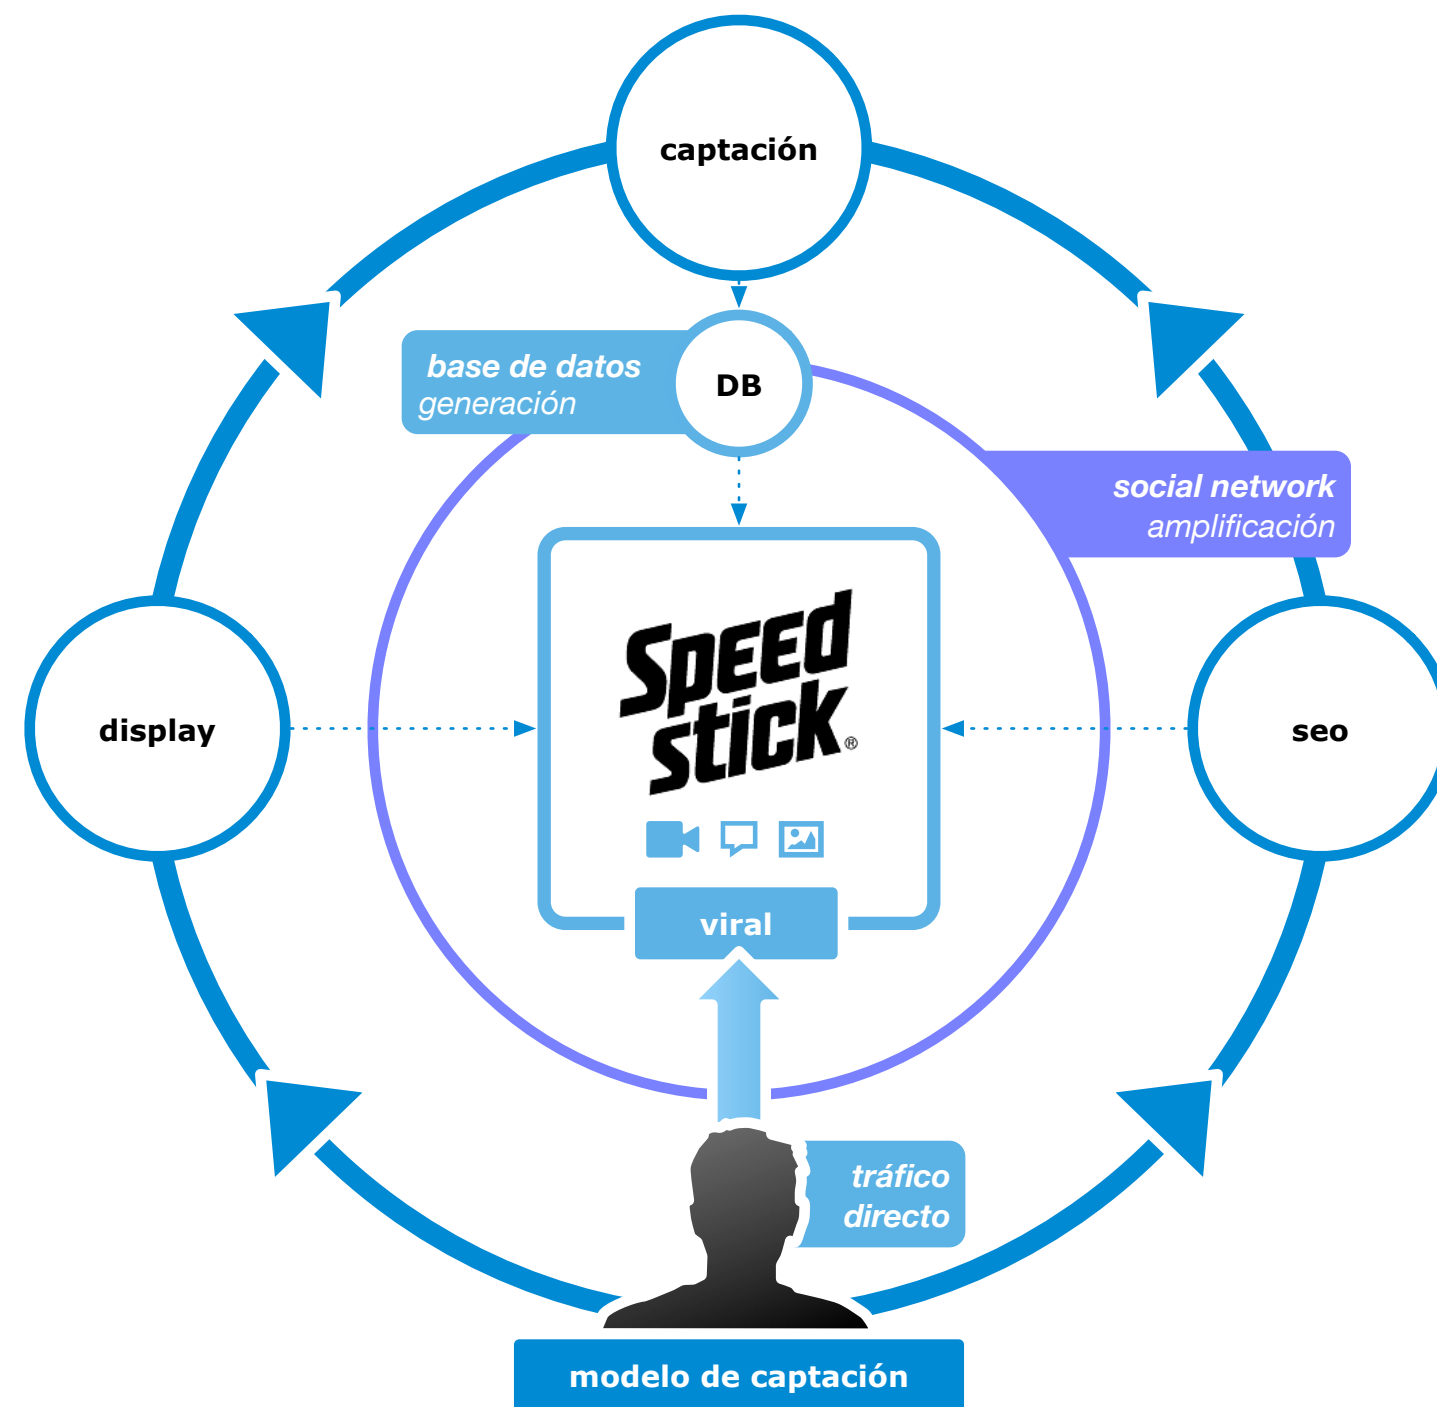 captación
base de datos
generación
DB
social network
amplificación
Speed
stick®
display
seo
viral
tráfico
directo
modelo de captación